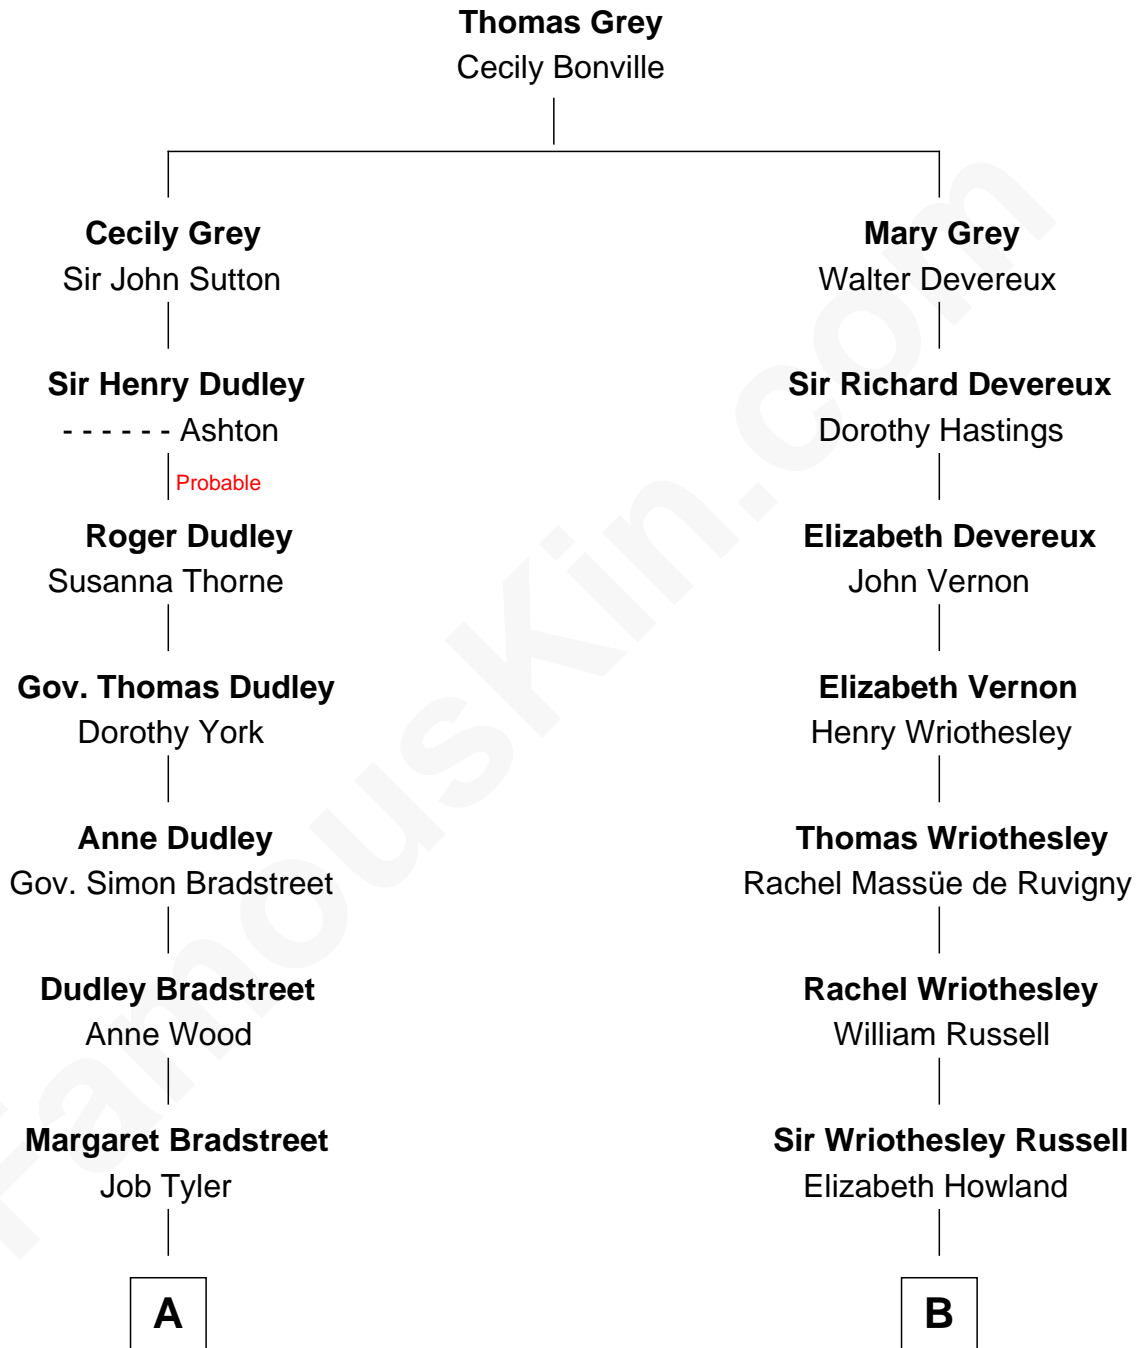 Thomas Grey
Cecily Bonville
Cecily Grey
Sir John Sutton
Mary Grey
Walter Devereux
Sir Henry Dudley
- - - - - - Ashton
Sir Richard Devereux
Dorothy Hastings
Probable
Roger Dudley
Susanna Thorne
Elizabeth Devereux
John Vernon
Gov. Thomas Dudley
Dorothy York
Elizabeth Vernon
Henry Wriothesley
Anne Dudley
Gov. Simon Bradstreet
Thomas Wriothesley
Rachel Massüe de Ruvigny
Dudley Bradstreet
Anne Wood
Rachel Wriothesley
William Russell
Margaret Bradstreet
Job Tyler
Sir Wriothesley Russell
Elizabeth Howland
A
B
FamousKin.com